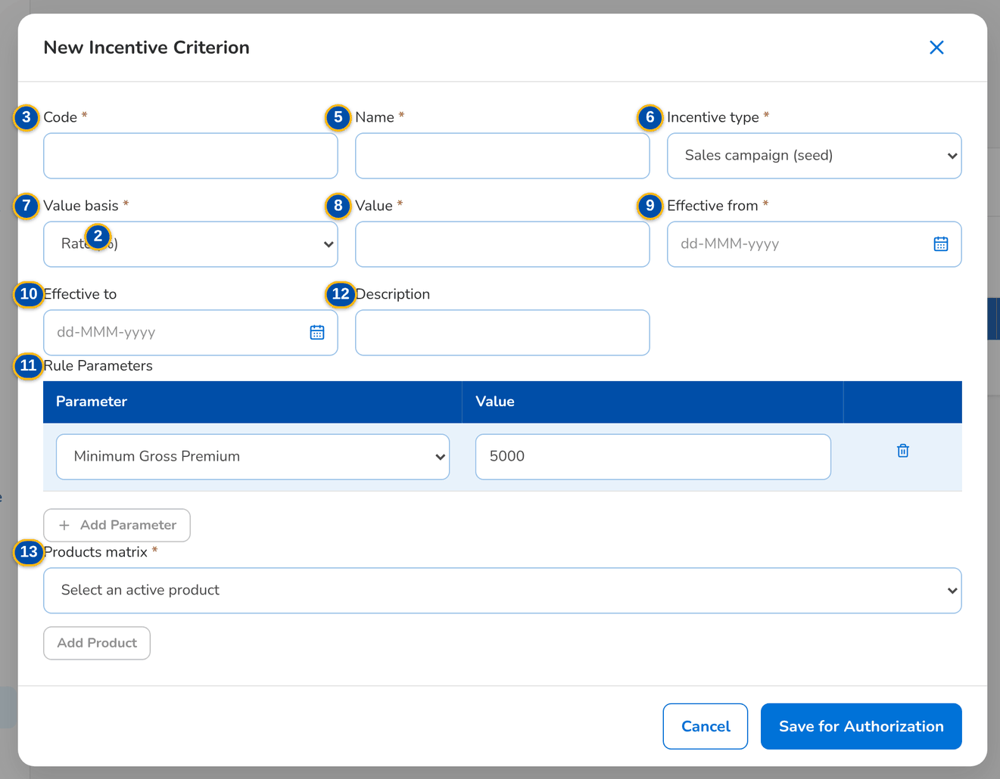 New Incentive Criterion
3 Code * 5 Name * 6 Incentive type *
Sales campaign (seed)
7 Value basis * 8 Value * 9 Effective from *
2 dd-MMM-yyyy
10 Effective to 12 Description
dd-MMM-yyyy
11 Rule Parameters
Parameter Value
Minimum Gross Premium 5000
+ Add Parameter
13 Products matrix *
Select an active product
Add Product
Cancel Save for Authorization